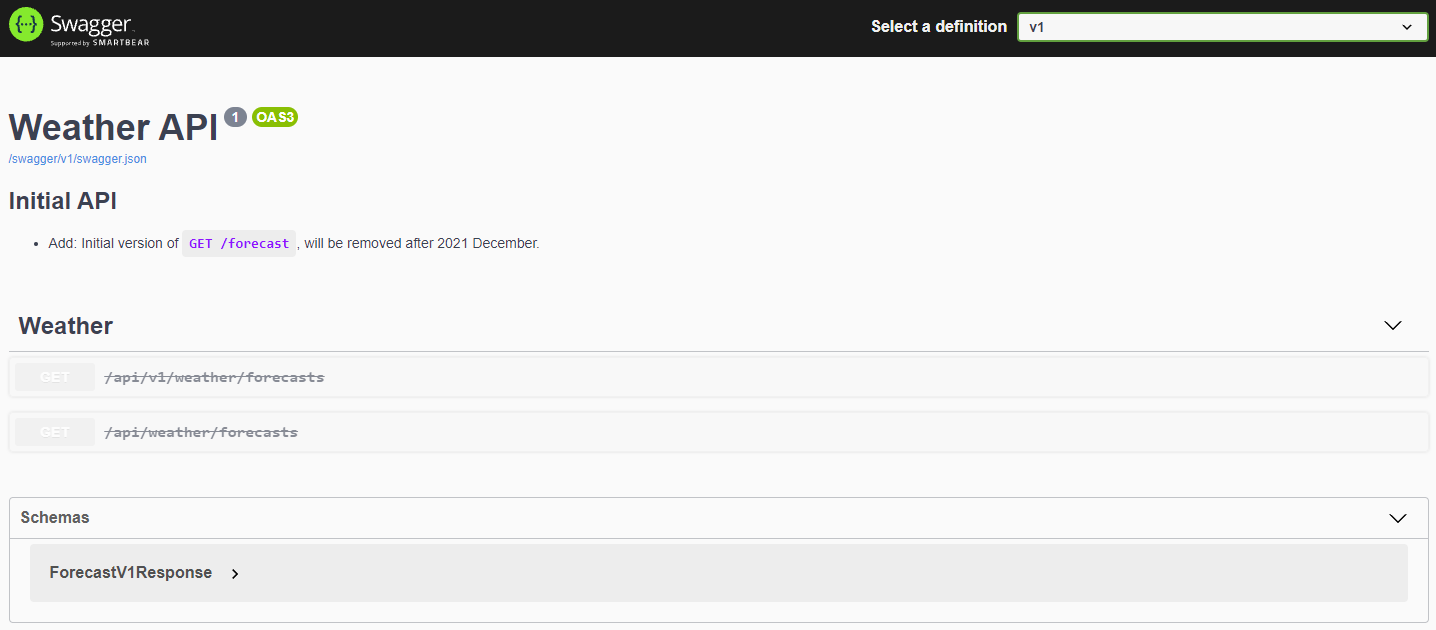 Swagger
Supported by SMARTBEAR
Select a definition
v1
Weather API 1 OAS3
/swagger/v1/swagger.json
Initial API
• Add: Initial version of GET /forecast, will be removed after 2021 December.
Weather
GET /api/v1/weather/forecasts
GET /api/weather/forecasts
Schemas
ForecastV1Response